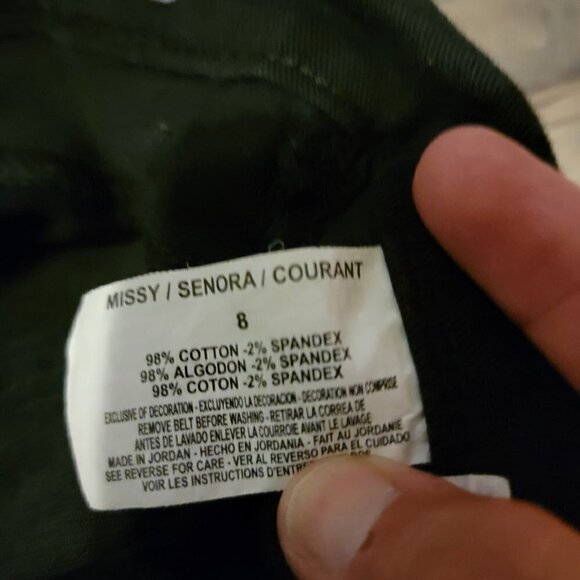 MISSY / SENORA / COURANT
8
98% COTTON -2% SPANDEX
98% ALGODON -2% SPANDEX
98% COTON -2% SPANDEX
EXCLUSIVE OF DECORATION - EXCLUYENDO LA DECORACION - DECORATION NON COMPRISE
REMOVE BELT BEFORE WASHING - RETIRAR LA CORREA DE
ANTES DE LAVADO ENLEVER LA COURROIE AVANT LE LAVAGE
MADE IN JORDAN - HECHO EN JORDANIA - FAIT AU JORDANIE
SEE REVERSE FOR CARE - VER AL REVERSO PARA EL CUIDADO
VOIR LES INSTRUCTIONS